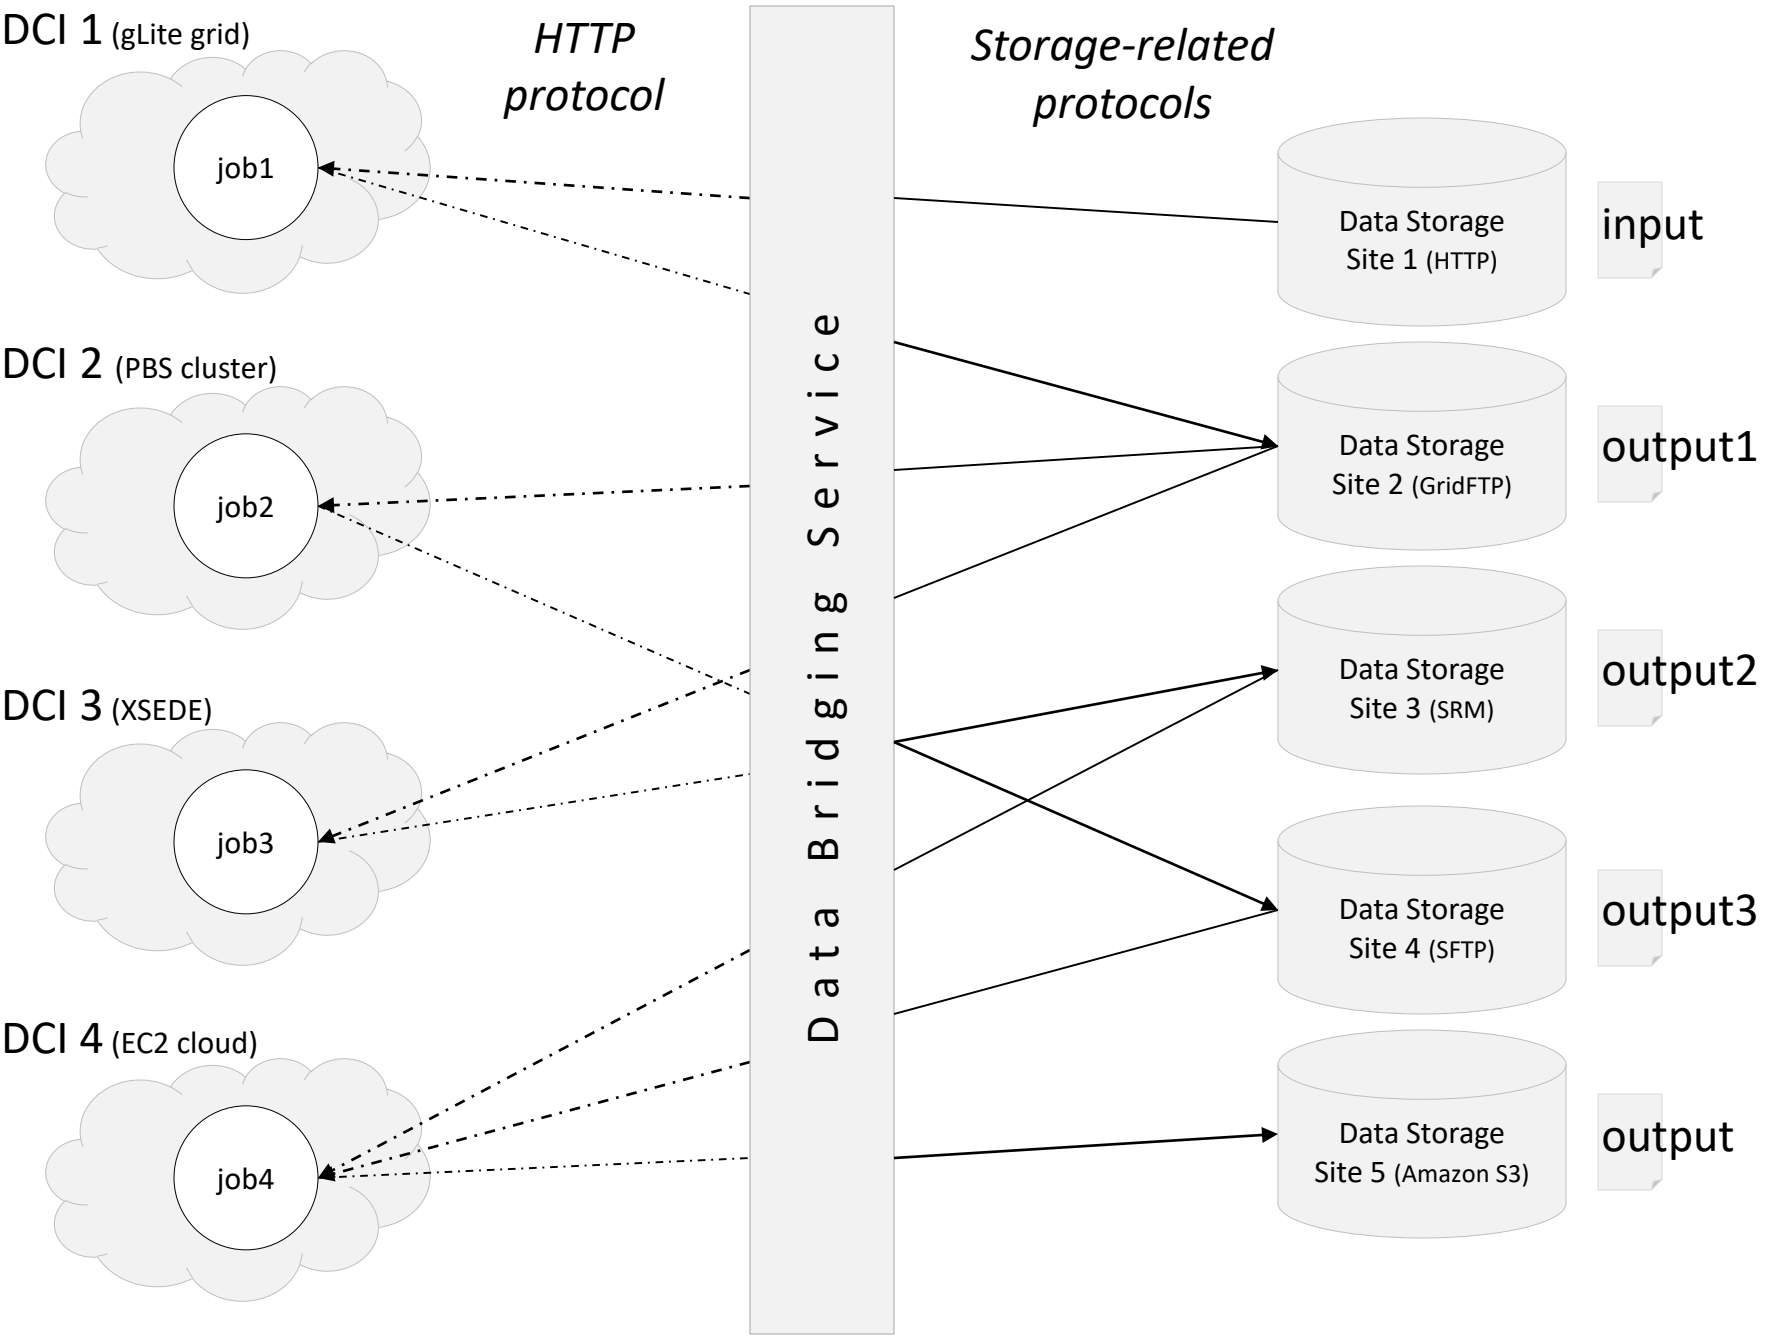 DCI 1 (gLite grid)
job1
DCI 2 (PBS cluster)
job2
DCI 3 (XSEDE)
job3
DCI 4 (EC2 cloud)
job4
HTTP
protocol
Data Bridging Service
Storage-related
protocols
Data Storage
Site 1 (HTTP)
input
Data Storage
Site 2 (GridFTP)
output1
Data Storage
Site 3 (SRM)
output2
Data Storage
Site 4 (SFTP)
output3
Data Storage
Site 5 (Amazon S3)
output